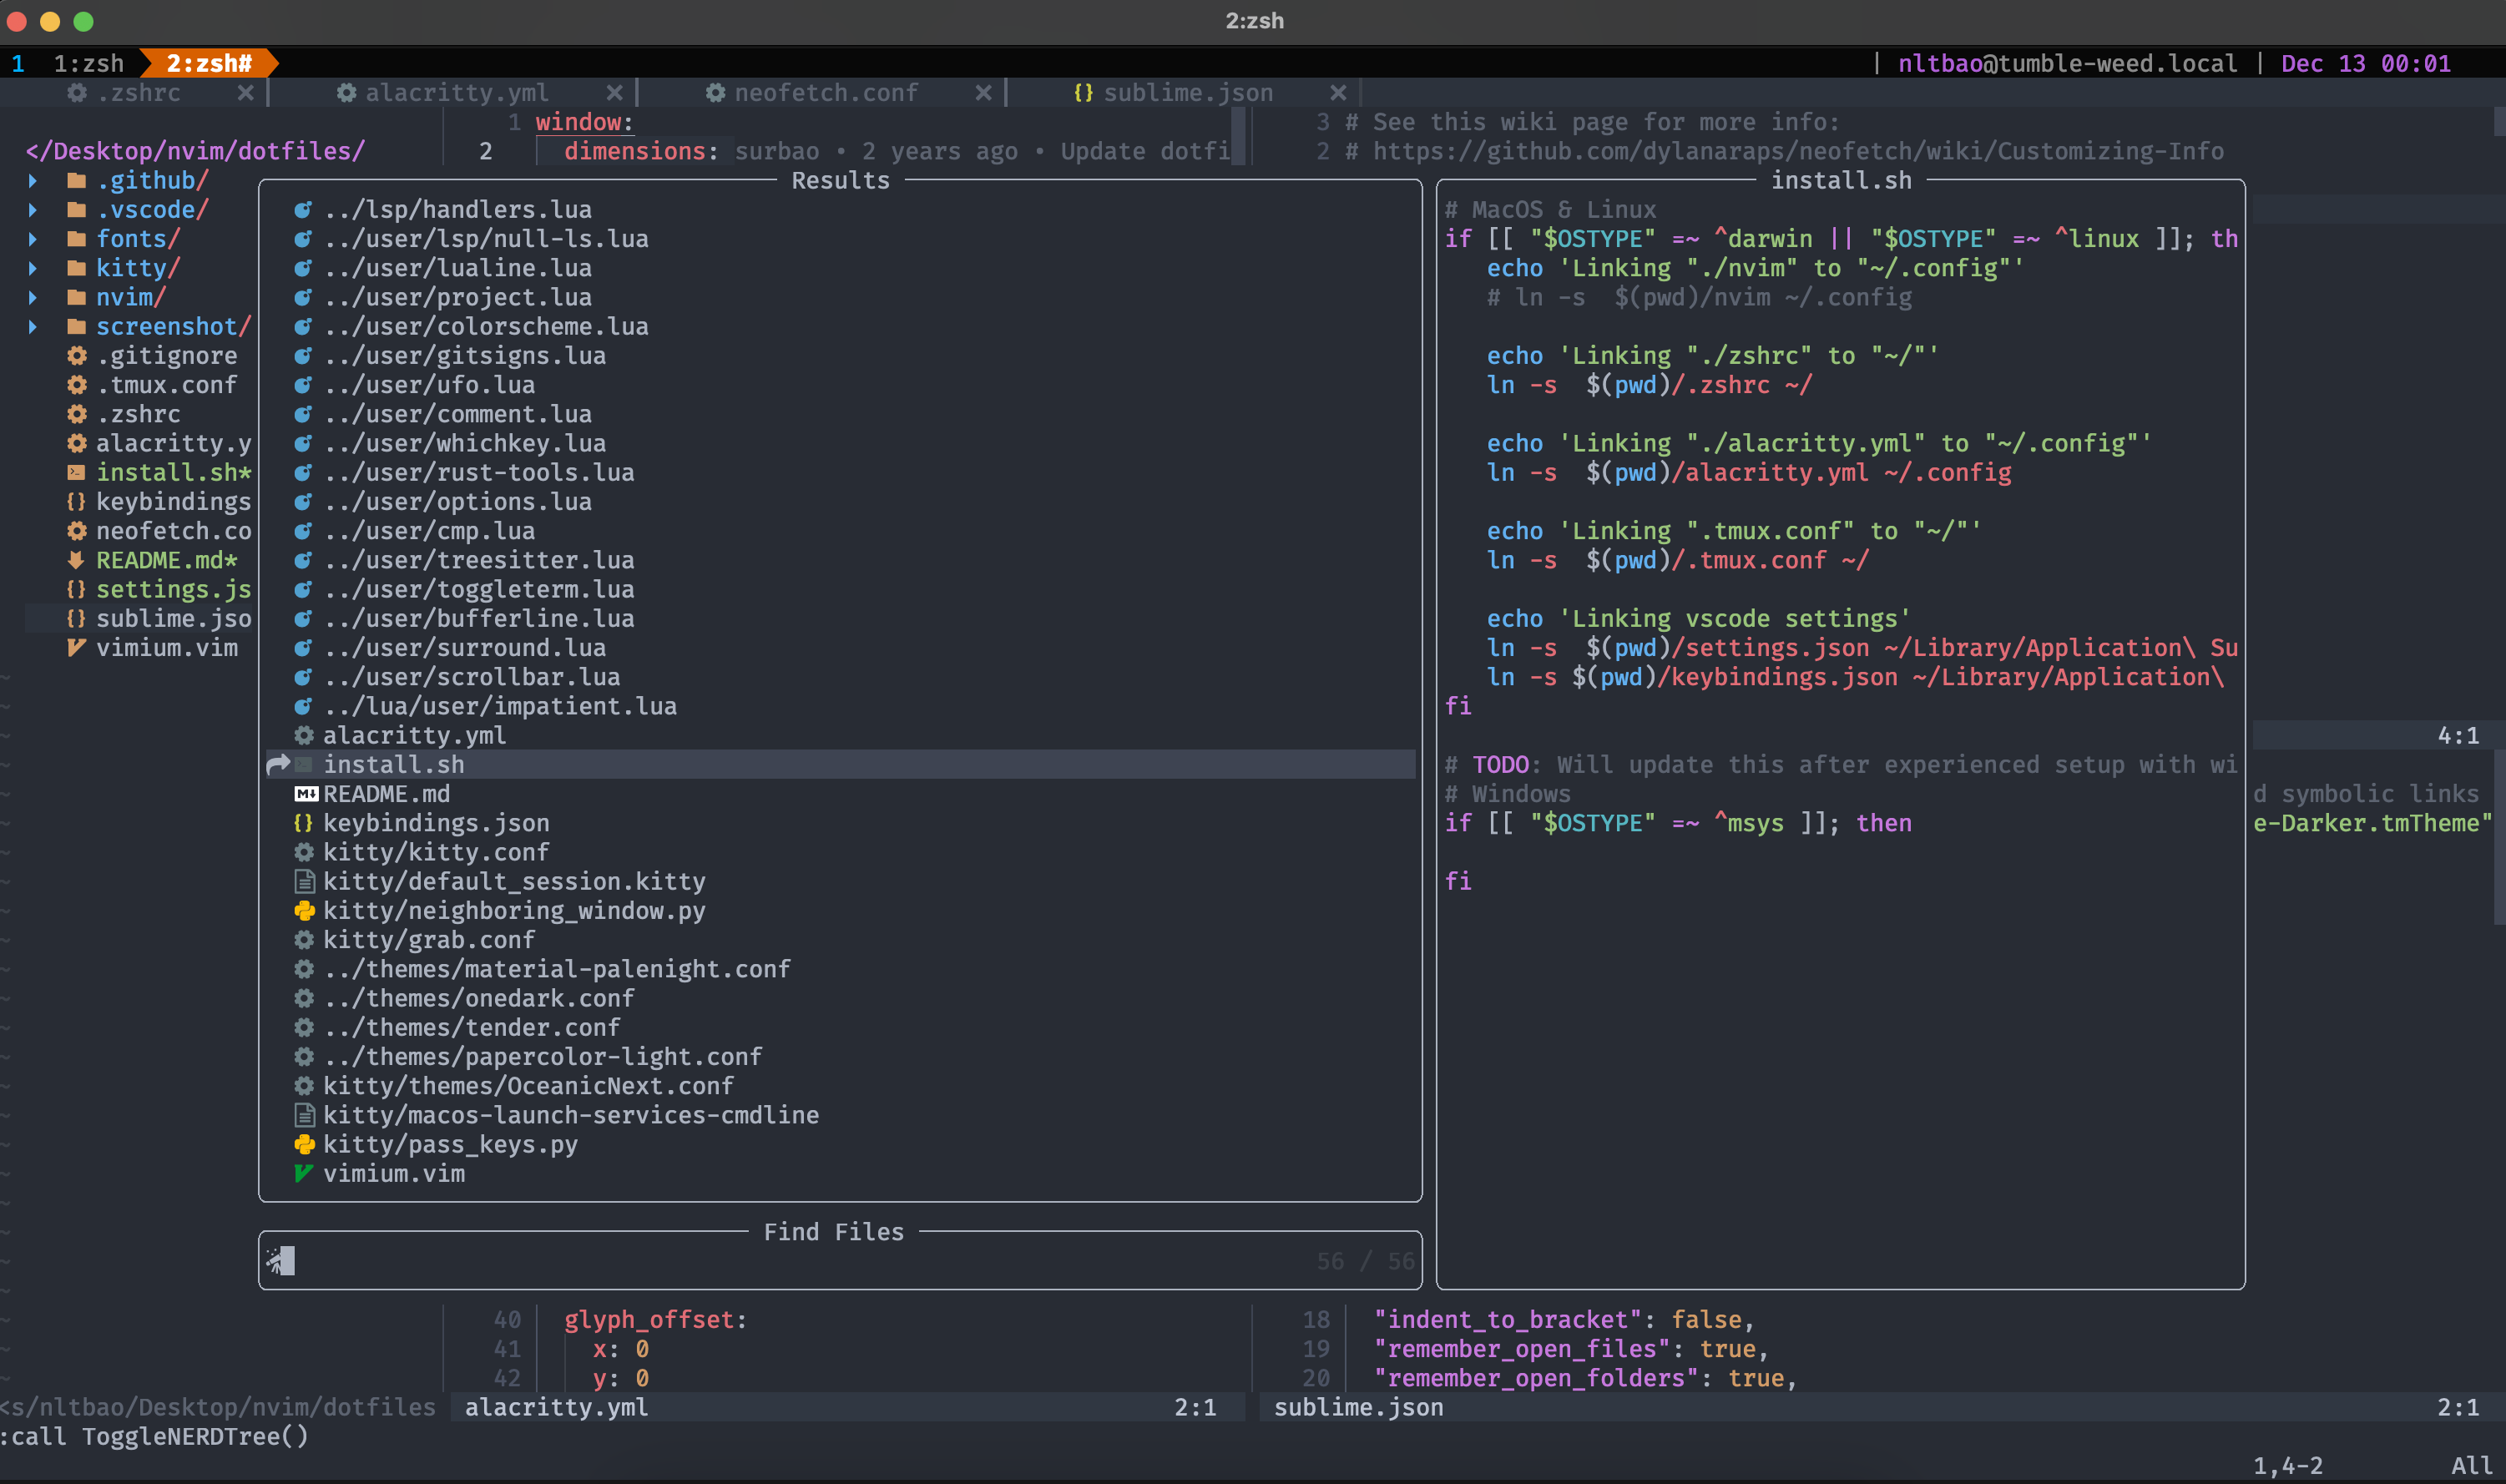 2:zsh
1 1:zsh 2:zsh# | nltbao@tumble-weed.local | Dec 13 00:01
.zshrc × alacritty.yml × neofetch.conf × {} sublime.json ×
</Desktop/nvim/dotfiles/
.github/
.vscode/
fonts/
kitty/
nvim/
screenshot/
.gitignore
.tmux.conf
.zshrc
alacritty.y
install.sh*
{} keybindings
neofetch.co
README.md*
{} settings.js
{} sublime.jso
vimium.vim
1 window:
2 dimensions: surbao • 2 years ago • Update dotfi
3 # See this wiki page for more info:
2 # https://github.com/dylanaraps/neofetch/wiki/Customizing-Info
Results
../lsp/handlers.lua
../user/lsp/null-ls.lua
../user/lualine.lua
../user/project.lua
../user/colorscheme.lua
../user/gitsigns.lua
../user/ufo.lua
../user/comment.lua
../user/whichkey.lua
../user/rust-tools.lua
../user/options.lua
../user/cmp.lua
../user/treesitter.lua
../user/toggleterm.lua
../user/bufferline.lua
../user/surround.lua
../user/scrollbar.lua
../lua/user/impatient.lua
alacritty.yml
install.sh
M↓ README.md
{} keybindings.json
kitty/kitty.conf
kitty/default_session.kitty
kitty/neighboring_window.py
kitty/grab.conf
../themes/material-palenight.conf
../themes/onedark.conf
../themes/tender.conf
../themes/papercolor-light.conf
kitty/themes/OceanicNext.conf
kitty/macos-launch-services-cmdline
kitty/pass_keys.py
vimium.vim
Find Files
56 / 56
install.sh
# MacOS & Linux
if [[ "$OSTYPE" =~ ^darwin || "$OSTYPE" =~ ^linux ]]; th
echo 'Linking "./nvim" to "~/.config"'
# ln -s  $(pwd)/nvim ~/.config
echo 'Linking "./zshrc" to "~/"'
ln -s  $(pwd)/.zshrc ~/
echo 'Linking "./alacritty.yml" to "~/.config"'
ln -s  $(pwd)/alacritty.yml ~/.config
echo 'Linking ".tmux.conf" to "~/"'
ln -s  $(pwd)/.tmux.conf ~/
echo 'Linking vscode settings'
ln -s  $(pwd)/settings.json ~/Library/Application\ Su
ln -s $(pwd)/keybindings.json ~/Library/Application\
fi
# TODO: Will update this after experienced setup with wi
# Windows
if [[ "$OSTYPE" =~ ^msys ]]; then
fi
4:1
d symbolic links
e-Darker.tmTheme"
40 glyph_offset:
41 x: 0
42 y: 0
18 "indent_to_bracket": false,
19 "remember_open_files": true,
20 "remember_open_folders": true,
<s/nltbao/Desktop/nvim/dotfiles alacritty.yml 2:1 sublime.json 2:1
:call ToggleNERDTree()
1,4-2 All